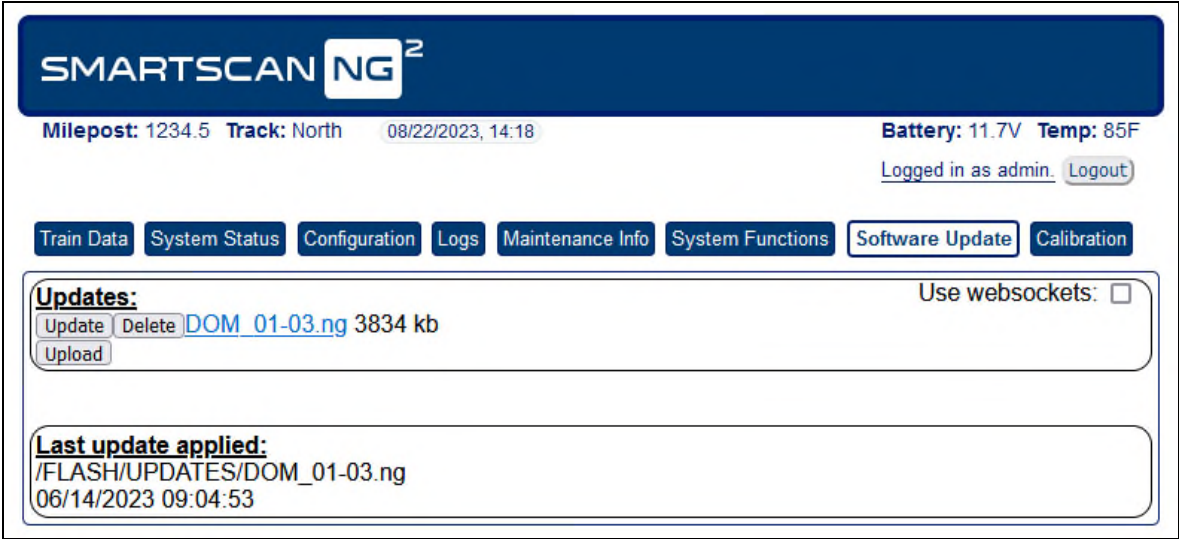 SMARTSCAN NG2
Milepost: 1234.5 Track: North 08/22/2023, 14:18 Battery: 11.7V Temp: 85F
Logged in as admin. Logout
Train Data System Status Configuration Logs Maintenance Info System Functions Software Update Calibration
Updates: Use websockets:
Update Delete DOM_01-03.ng 3834 kb
Upload
Last update applied:
/FLASH/UPDATES/DOM_01-03.ng
06/14/2023 09:04:53